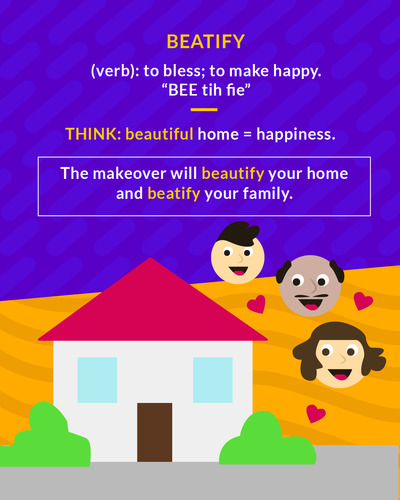 BEATIFY
(verb): to bless; to make happy.
“BEE tih fie”
THINK: beautiful home = happiness.
The makeover will beautify your home
and beatify your family.